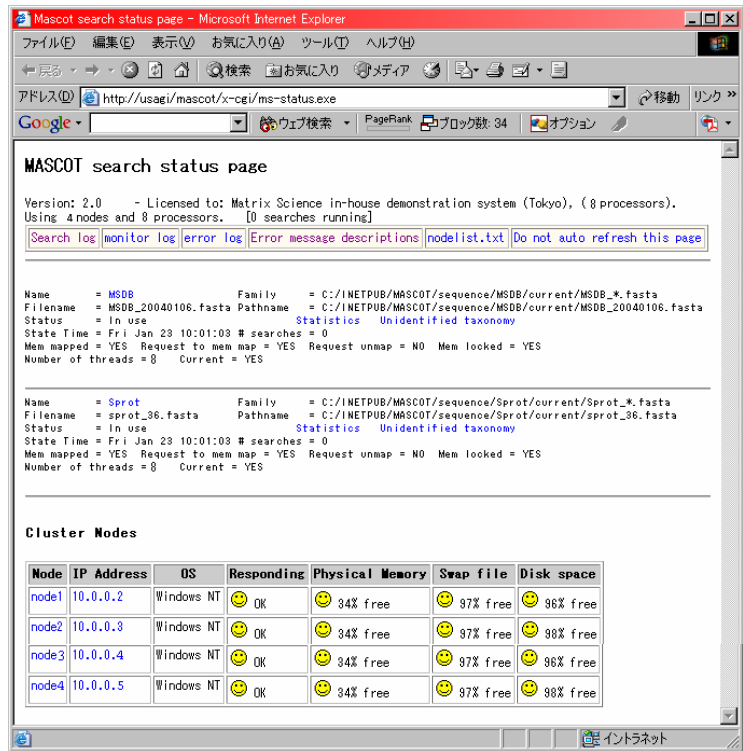 Mascot search status page - Microsoft Internet Explorer
ファイル(F) 編集(E) 表示(V) お気に入り(A) ツール(T) ヘルプ(H)
戻る 検索 お気に入り メディア
アドレス(D) http://usagi/mascot/x-cgi/ms-status.exe 移動 リンク »
Google ウェブ検索 PageRank ブロック数: 34 オプション
MASCOT search status page
Version: 2.0 - Licensed to: Matrix Science in-house demonstration system (Tokyo), ( 8 processors).
Using 4 nodes and 8 processors. [0 searches running]
Search log monitor log error log Error message descriptions nodelist.txt Do not auto refresh this page
Name = MSDB Family = C:/INETPUB/MASCOT/sequence/MSDB/current/MSDB_*.fasta
Filename = MSDB_20040106.fasta Pathname = C:/INETPUB/MASCOT/sequence/MSDB/current/MSDB_20040106.fasta
Status = In use Statistics Unidentified taxonomy
State Time = Fri Jan 23 10:01:03 # searches = 0
Mem mapped = YES Request to mem map = YES Request unmap = NO Mem locked = YES
Number of threads = 8 Current = YES
Name = Sprot Family = C:/INETPUB/MASCOT/sequence/Sprot/current/Sprot_*.fasta
Filename = sprot_36.fasta Pathname = C:/INETPUB/MASCOT/sequence/Sprot/current/sprot_36.fasta
Status = In use Statistics Unidentified taxonomy
State Time = Fri Jan 23 10:01:03 # searches = 0
Mem mapped = YES Request to mem map = YES Request unmap = NO Mem locked = YES
Number of threads = 8 Current = YES
Cluster Nodes
Node IP Address OS Responding Physical Memory Swap file Disk space
node1 10.0.0.2 Windows NT OK 34% free 97% free 96% free
node2 10.0.0.3 Windows NT OK 34% free 97% free 98% free
node3 10.0.0.4 Windows NT OK 34% free 97% free 96% free
node4 10.0.0.5 Windows NT OK 34% free 97% free 98% free
イントラネット